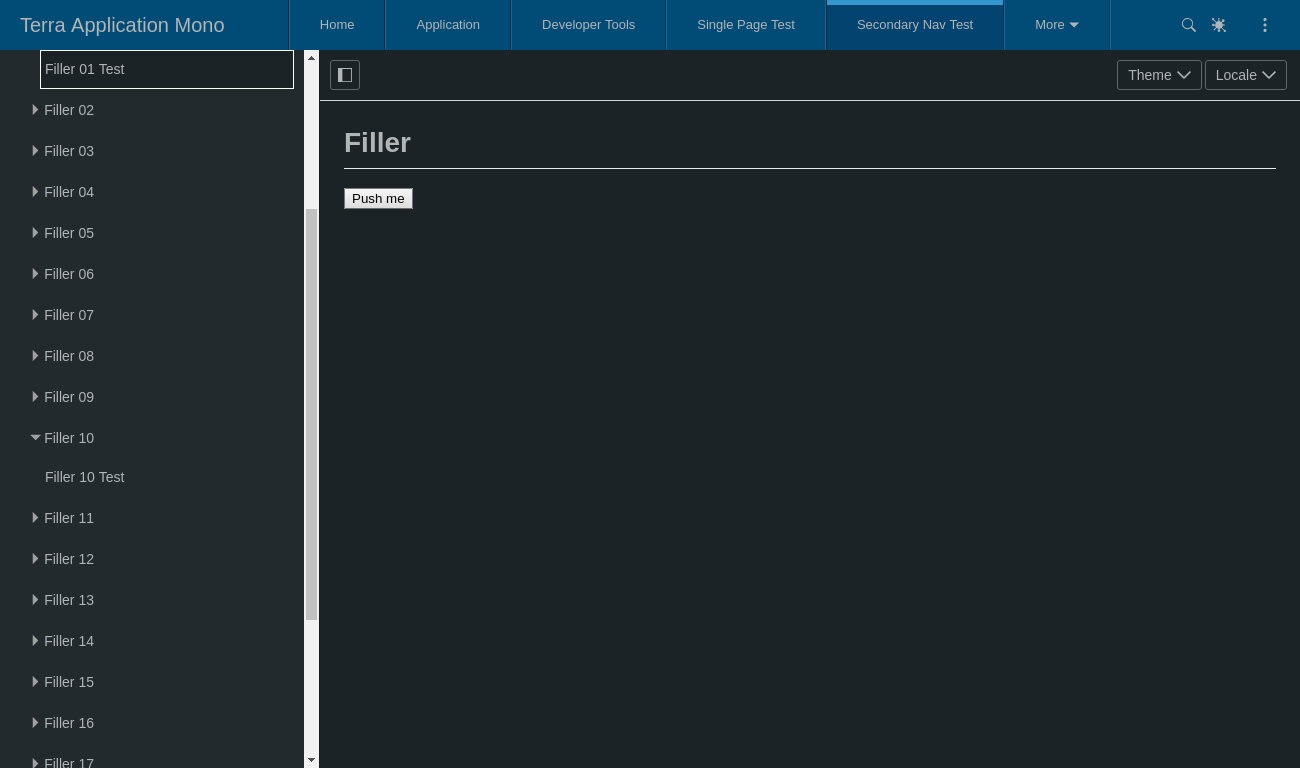 Terra Application Mono
Home
Application
Developer Tools
Single Page Test
Secondary Nav Test
More
Filler 01 Test
Filler 02
Filler 03
Filler 04
Filler 05
Filler 06
Filler 07
Filler 08
Filler 09
Filler 10
Filler 10 Test
Filler 11
Filler 12
Filler 13
Filler 14
Filler 15
Filler 16
Filler 17
Theme
Locale
Filler
Push me